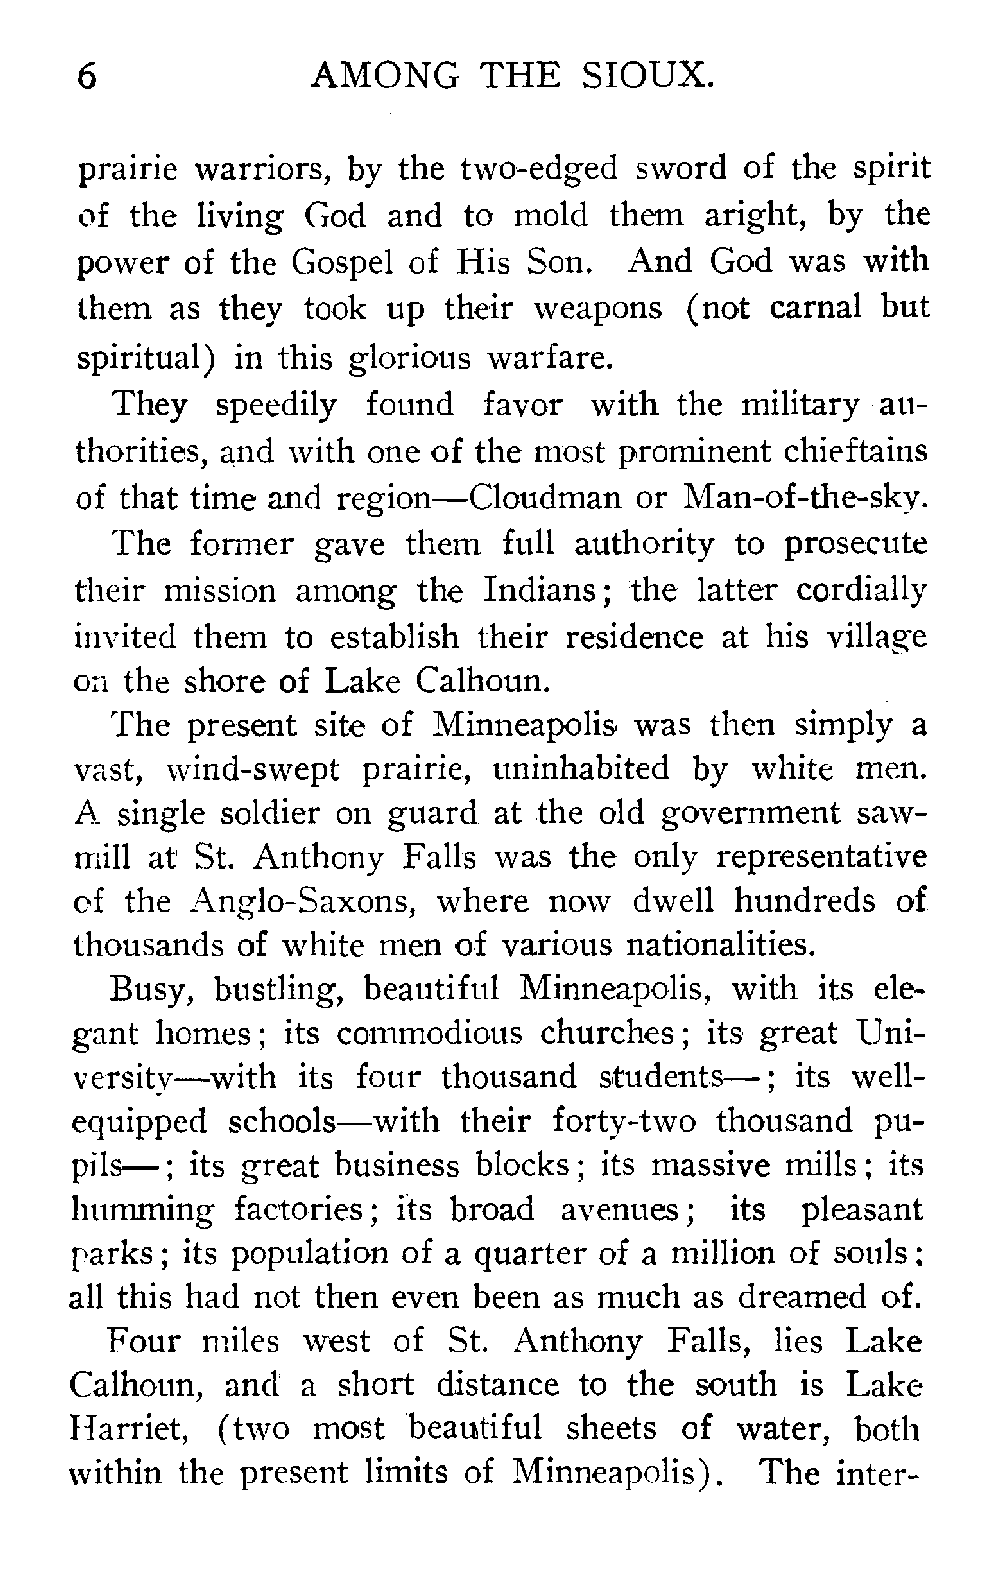 6 AMONG THE SIOUX.
prairie warriors, by the two-edged sword of the spirit
of the living God and to mold them aright, by the
power of the Gospel of His Son. And God was with
them as they took up their weapons (not carnal but
spiritual) in this glorious warfare.
They speedily found favor with the military au-
thorities, and with one of the most prominent chieftains
of that time and region—Cloudman or Man-of-the-sky.
The former gave them full authority to prosecute
their mission among the Indians; the latter cordially
invited them to establish their residence at his village
on the shore of Lake Calhoun.
The present site of Minneapolis was then simply a
vast, wind-swept prairie, uninhabited by white men.
A single soldier on guard at the old government saw-
mill at St. Anthony Falls was the only representative
of the Anglo-Saxons, where now dwell hundreds of
thousands of white men of various nationalities.
Busy, bustling, beautiful Minneapolis, with its ele-
gant homes; its commodious churches; its great Uni-
versity—with its four thousand students—; its well-
equipped schools—with their forty-two thousand pu-
pils—; its great business blocks; its massive mills; its
humming factories; its broad avenues; its pleasant
parks; its population of a quarter of a million of souls;
all this had not then even been as much as dreamed of.
Four miles west of St. Anthony Falls, lies Lake
Calhoun, and a short distance to the south is Lake
Harriet, (two most beautiful sheets of water, both
within the present limits of Minneapolis). The inter-